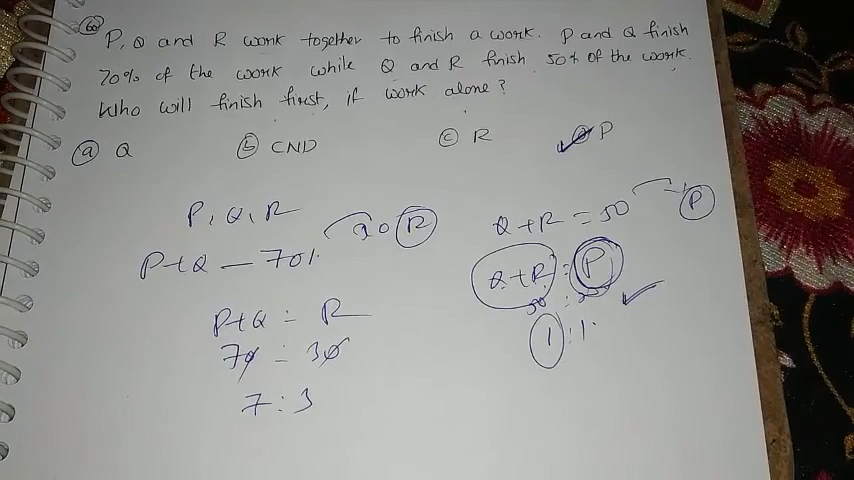 60 P, Q and R work together to finish a work. P and Q finish
70% of the work while Q and R finish 50% of the work.
Who will finish first, if work alone?
a Q b CND c R d P
P, Q, R
P+Q — 70% 30 R
P+Q : R
70 : 30
7 : 3
Q+R = 50 → P
Q+R : P
50 : 50
1 : 1